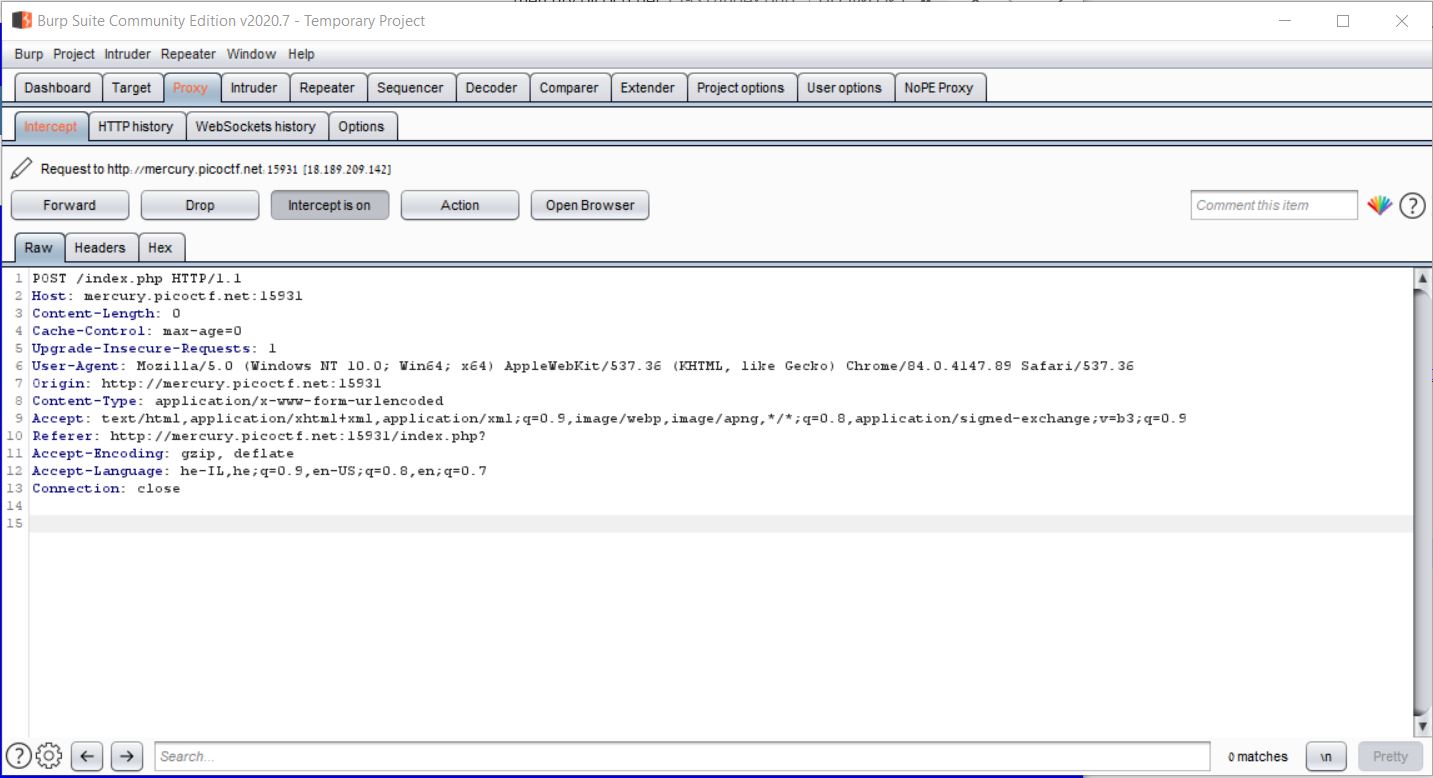 Burp Suite Community Edition v2020.7 - Temporary Project
Burp Project Intruder Repeater Window Help
Dashboard Target Proxy Intruder Repeater Sequencer Decoder Comparer Extender Project options User options NoPE Proxy
Intercept HTTP history WebSockets history Options
Request to http://mercury.picoctf.net:15931 [18.189.209.142]
Forward Drop Intercept is on Action Open Browser Comment this item ?
Raw Headers Hex
1 POST /index.php HTTP/1.1
2 Host: mercury.picoctf.net:15931
3 Content-Length: 0
4 Cache-Control: max-age=0
5 Upgrade-Insecure-Requests: 1
6 User-Agent: Mozilla/5.0 (Windows NT 10.0; Win64; x64) AppleWebKit/537.36 (KHTML, like Gecko) Chrome/84.0.4147.89 Safari/537.36
7 Origin: http://mercury.picoctf.net:15931
8 Content-Type: application/x-www-form-urlencoded
9 Accept: text/html,application/xhtml+xml,application/xml;q=0.9,image/webp,image/apng,*/*;q=0.8,application/signed-exchange;v=b3;q=0.9
10 Referer: http://mercury.picoctf.net:15931/index.php?
11 Accept-Encoding: gzip, deflate
12 Accept-Language: he-IL,he;q=0.9,en-US;q=0.8,en;q=0.7
13 Connection: close
14
15
? Search... 0 matches \n Pretty